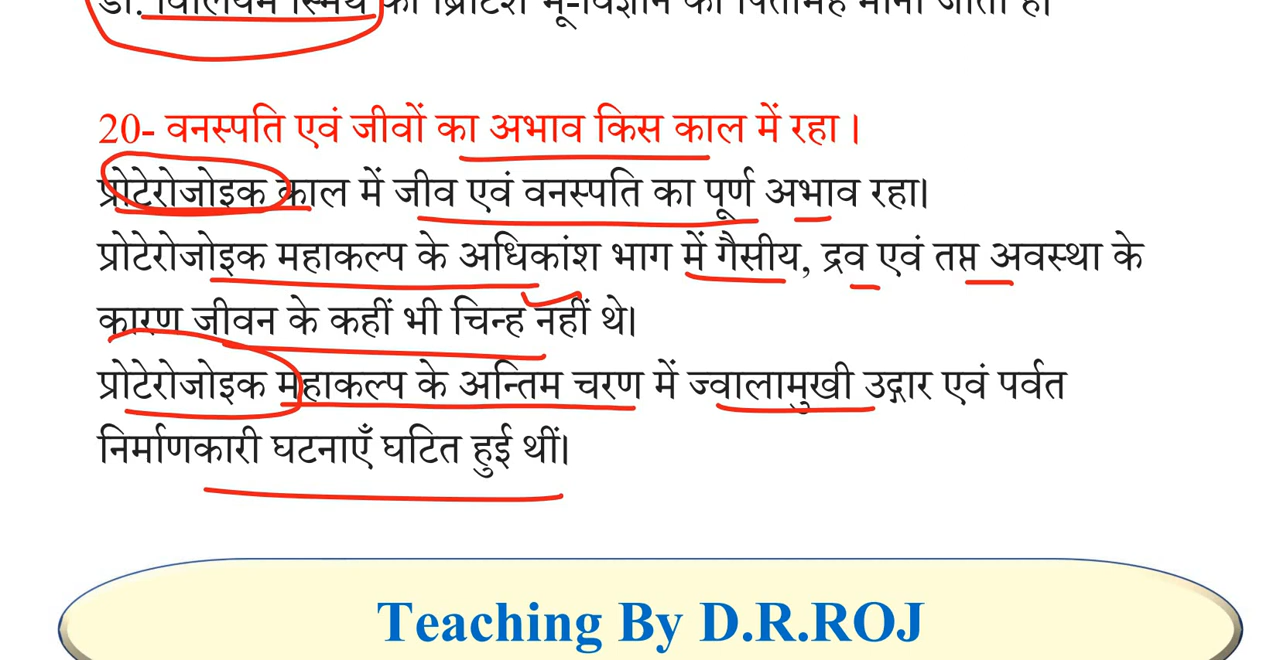 डॉ. विलियम स्मिथ को ब्रिटिश भू-विज्ञान का पितामह माना जाता है।
20- वनस्पति एवं जीवों का अभाव किस काल में रहा।
प्रोटेरोजोइक काल में जीव एवं वनस्पति का पूर्ण अभाव रहा।
प्रोटेरोजोइक महाकल्प के अधिकांश भाग में गैसीय, द्रव एवं तप्त अवस्था के
कारण जीवन के कहीं भी चिन्ह नहीं थे।
प्रोटेरोजोइक महाकल्प के अन्तिम चरण में ज्वालामुखी उद्गार एवं पर्वत
निर्माणकारी घटनाएँ घटित हुई थीं।
Teaching By D.R.ROJ